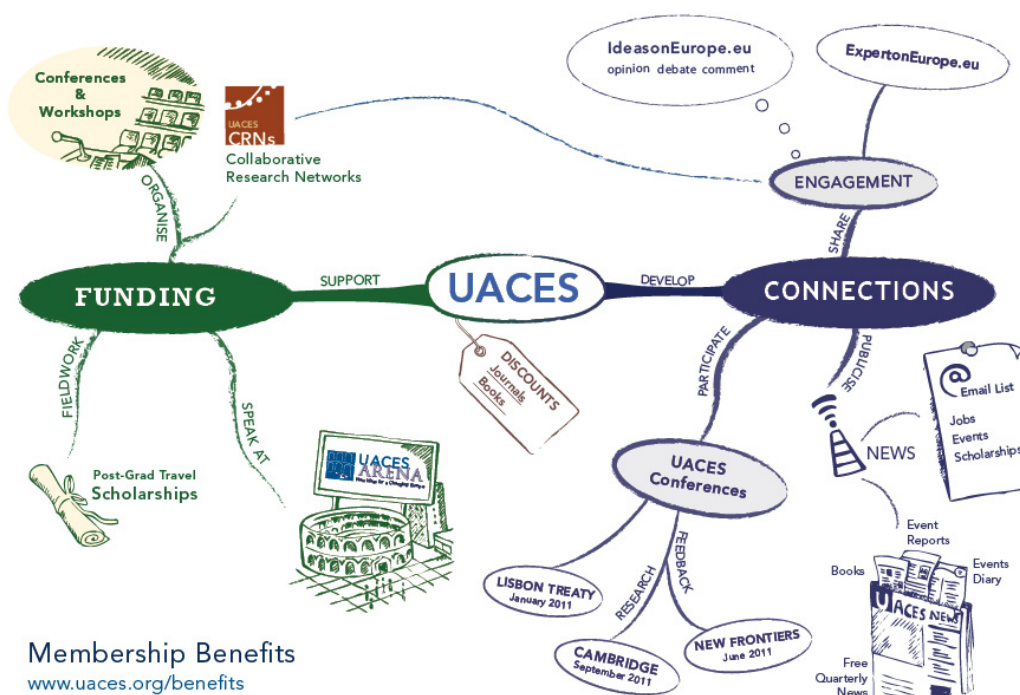 Conferences
&
Workshops
UACES
CRNs
Collaborative
Research Networks
ORGANISE
IdeasonEurope.eu
opinion debate comment
ExpertonEurope.eu
ENGAGEMENT
SHARE
FUNDING
SUPPORT
UACES
DEVELOP
CONNECTIONS
DISCOUNTS
Journals
Books
FIELDWORK
SPEAK AT
PARTICIPATE
PUBLICISE
@
Email List
Jobs
Events
Scholarships
NEWS
Post-Grad Travel
Scholarships
UACES
ARENA
UACES
Conferences
RESEARCH
FEEDBACK
LISBON TREATY
January 2011
CAMBRIDGE
September 2011
NEW FRONTIERS
June 2011
Event
Reports
Books
Events
Diary
UACES NEWS
Free
Quarterly
News
Membership Benefits
www.uaces.org/benefits